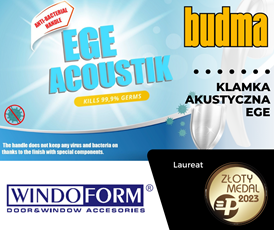 ANTI-BACTERIAL
HANDLE
EGE
ACOUSTIK
KILLS 99,9% GERMS
The handle does not keep any virus and bacteria on
thanks to the finish with special components.
budma
KLAMKA
AKUSTYCZNA
EGE
WINDOFORM®
DOOR&WINDOW ACCESORIES
Laureat
ZŁOTY
MEDAL
2023